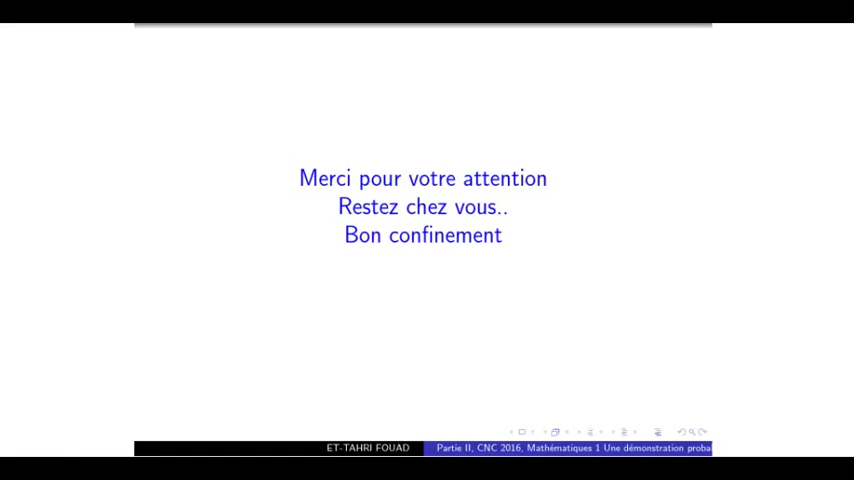 Merci pour votre attention
Restez chez vous..
Bon confinement
ET-TAHRI FOUAD
Partie II, CNC 2016, Mathématiques 1 Une démonstration proba